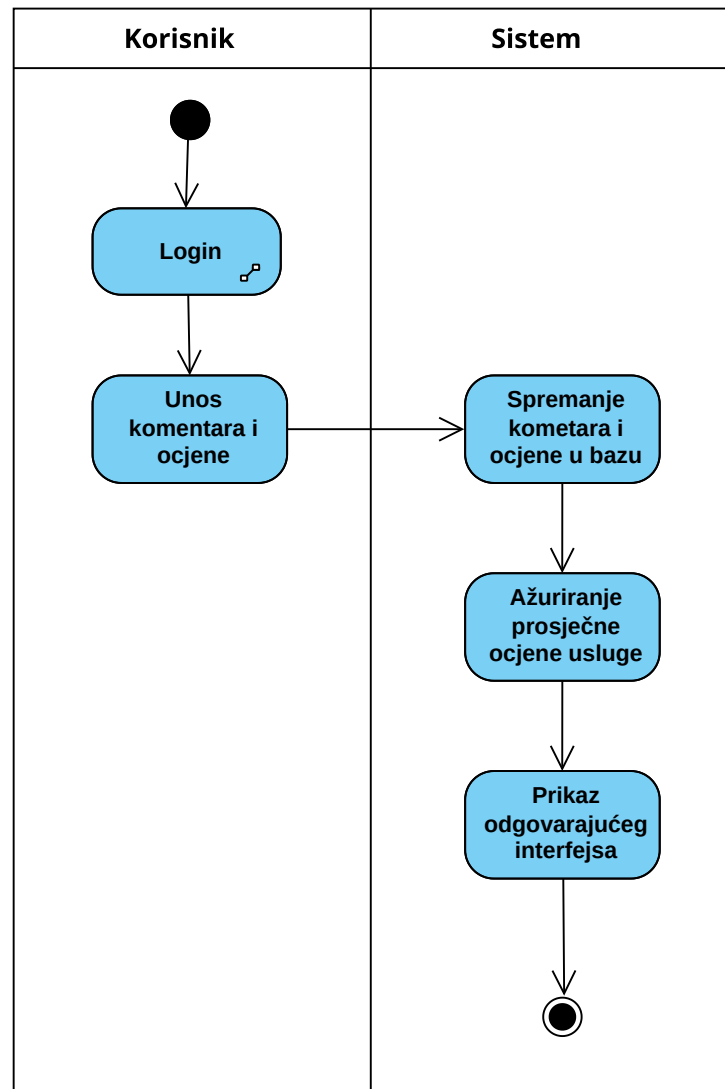 Korisnik
Sistem
Login
Unos
komentara i
ocjene
Spremanje
kometara i
ocjene u bazu
Ažuriranje
prosječne
ocjene usluge
Prikaz
odgovarajućeg
interfejsa